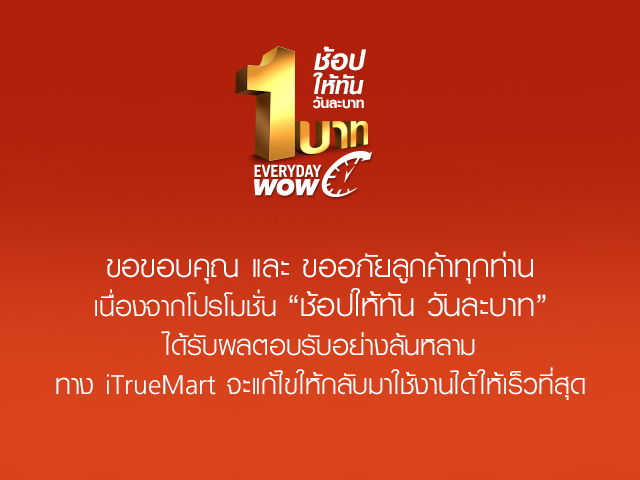 ช้อป
ให้ทัน
วันละบาท
1
บาท
EVERYDAY
WOW
ขอขอบคุณ และ ขออภัยลูกค้าทุกท่าน
เนื่องจากโปรโมชั่น “ช้อปให้ทัน วันละบาท”
ได้รับผลตอบรับอย่างล้นหลาม
ทาง iTrueMart จะแก้ไขให้กลับมาใช้งานได้ให้เร็วที่สุด